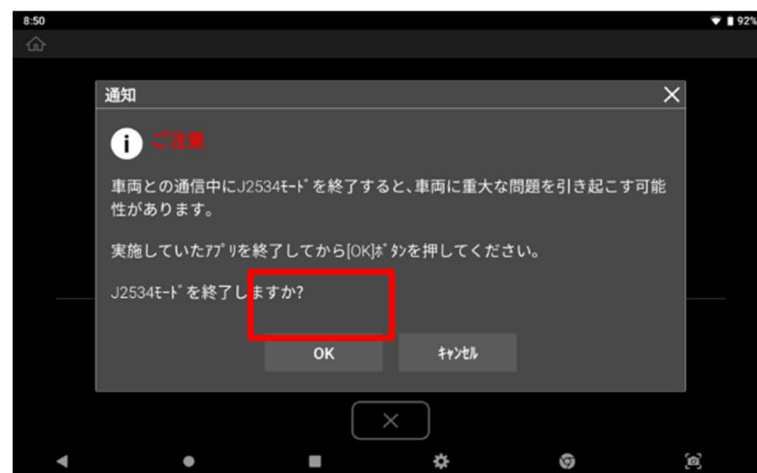 8:50
92%
通知
ご注意
車両との通信中にJ2534ﾓｰﾄﾞを終了すると、車両に重大な問題を引き起こす可能
性があります。
実施していたｱﾌﾟﾘを終了してから[OK]ﾎﾞﾀﾝを押してください。
J2534ﾓｰﾄﾞを終了しますか?
OK
ｷｬﾝｾﾙ